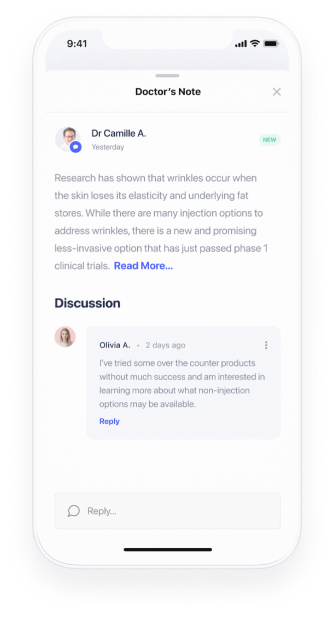 9:41
Doctor's Note
Dr Camille A.
Yesterday
NEW
Research has shown that wrinkles occur when
the skin loses its elasticity and underlying fat
stores. While there are many injection options to
address wrinkles, there is a new and promising
less-invasive option that has just passed phase 1
clinical trials. Read More...
Discussion
Olivia A. • 2 days ago
I've tried some over the counter products
without much success and am interested in
learning more about what non-injection
options may be available.
Reply
Reply...